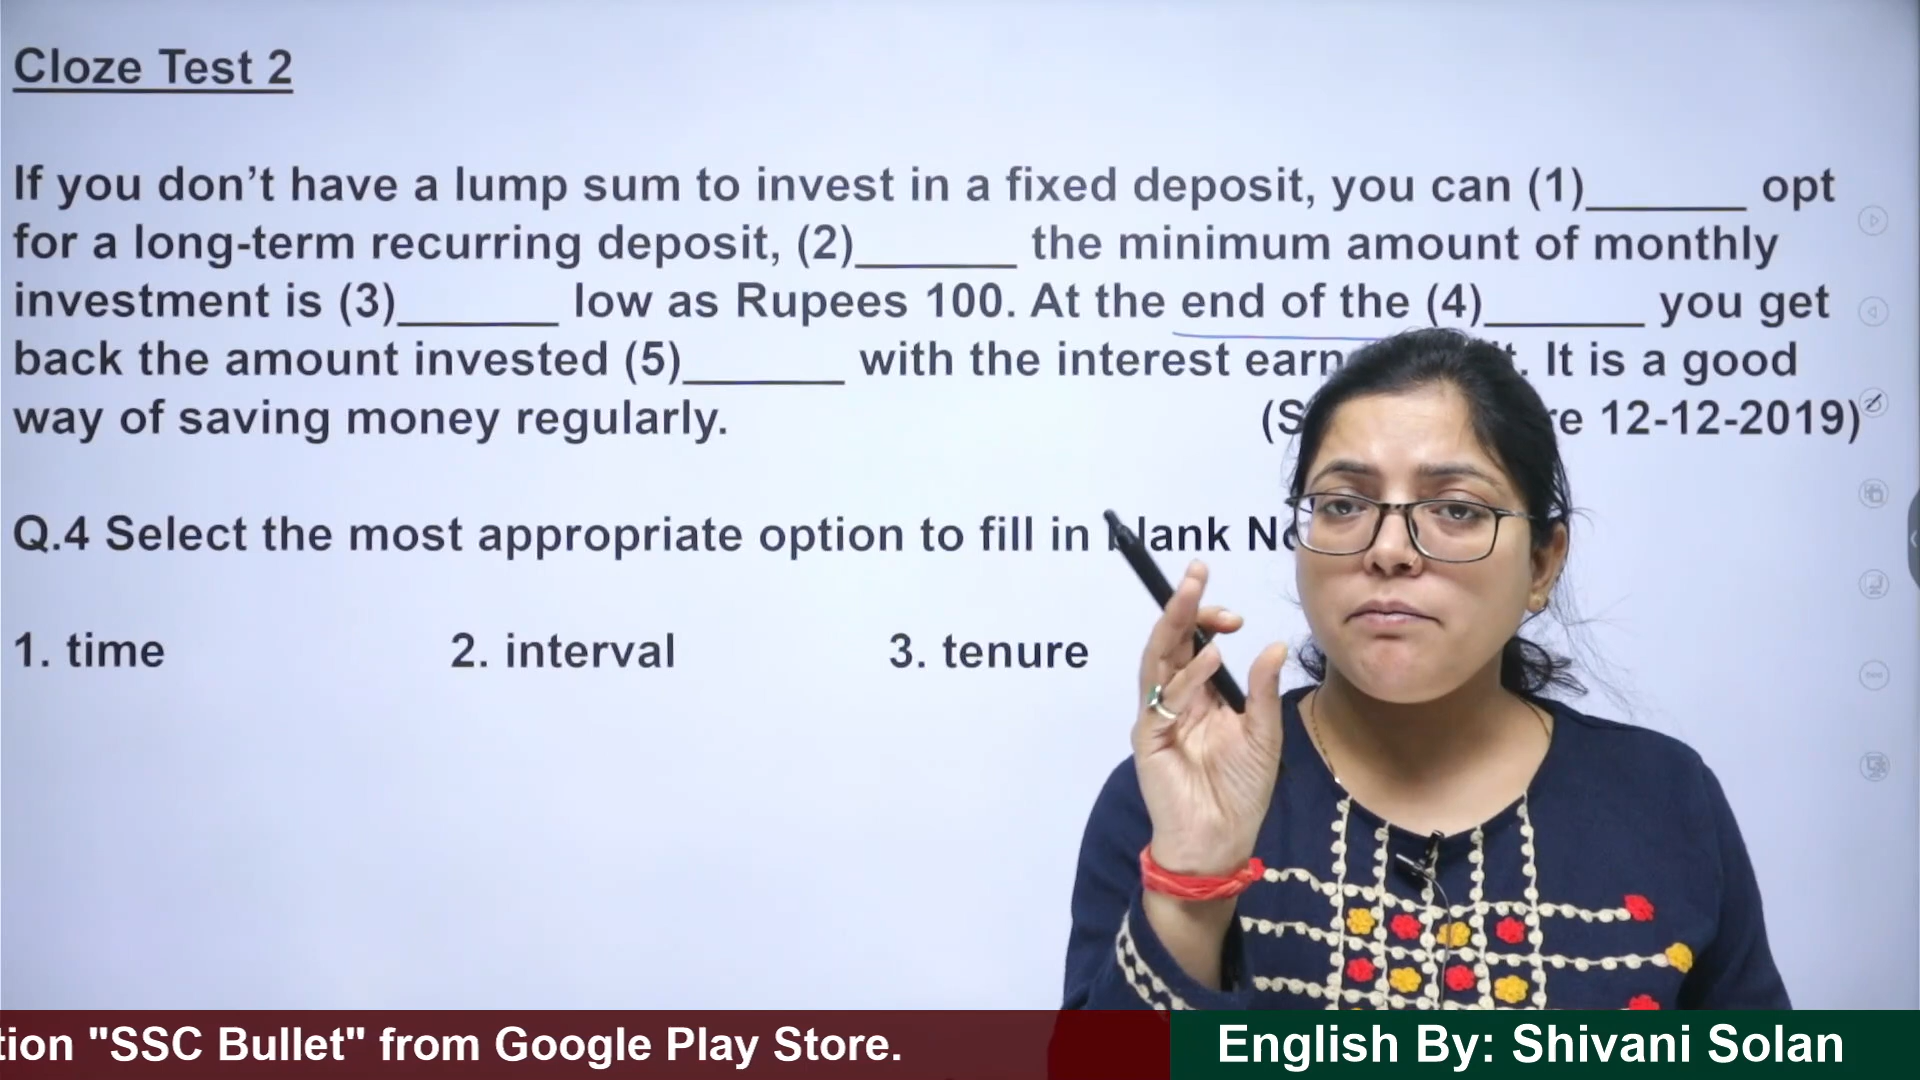 Cloze Test 2
If you don't have a lump sum to invest in a fixed deposit, you can (1)______ opt
for a long-term recurring deposit, (2)______ the minimum amount of monthly
investment is (3)______ low as Rupees 100. At the end of the (4)______ you get
back the amount invested (5)______ with the interest . It is a good
way of saving money regularly. 12-12-2019)
Q.4 Select the most appropriate option to fill in blank
1. time 2. interval 3. tenure
"SSC Bullet" from Google Play Store.
English By: Shivani Solan